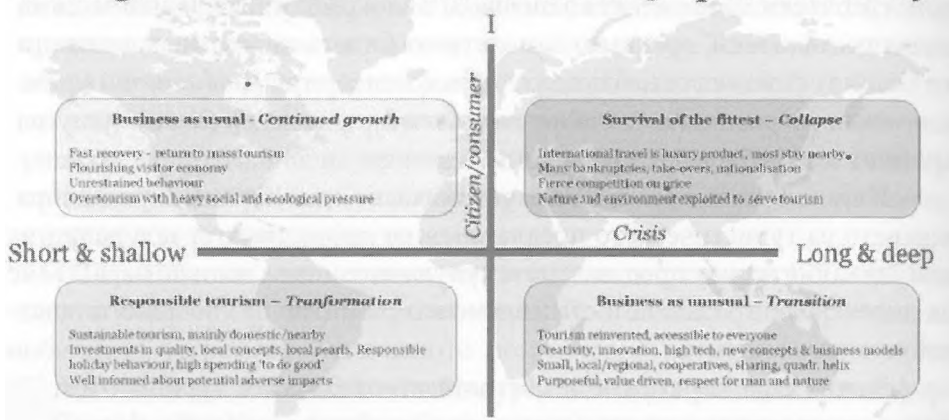 I
Citizen/consumer
Business as usual - Continued growth
Fast recovery - return to mass tourism
Flourishing visitor economy
Unrestrained behaviour
Overtourism with heavy social and ecological pressure
Survival of the fittest – Collapse
International travel is luxury product, most stay nearby
Many bankruptcies, take-overs, nationalisation
Fierce competition on price
Nature and environment exploited to serve tourism
Crisis
Short & shallow
Long & deep
Responsible tourism – Tranformation
Sustainable tourism, mainly domestic/nearby
Investments in quality, local concepts, local pearls, Responsible
holiday behaviour, high spending 'to do good'
Well informed about potential adverse impacts
Business as unusual – Transition
Tourism reinvented, accessible to everyone
Creativity, innovation, high tech, new concepts & business models
Small, local/regional, cooperatives, sharing, quadr. helix
Purposeful, value driven, respect for man and nature